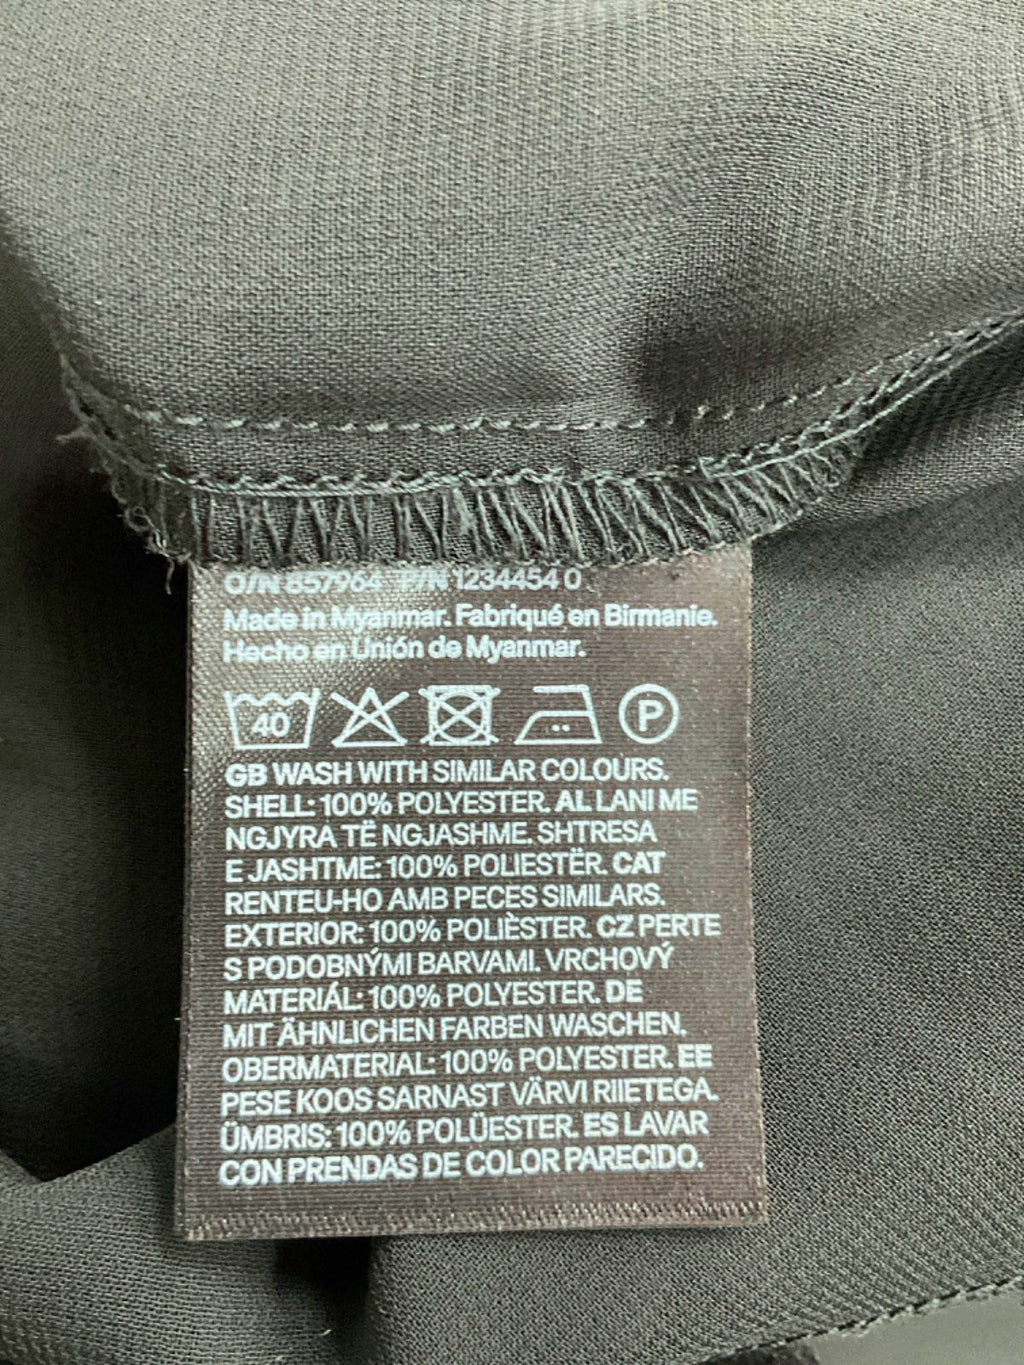 O/N 857964 P/N 1234454 0
Made in Myanmar. Fabriqué en Birmanie.
Hecho en Unión de Myanmar.
40 P
GB WASH WITH SIMILAR COLOURS.
SHELL: 100% POLYESTER. AL LANI ME
NGJYRA TË NGJASHME. SHTRESA
E JASHTME: 100% POLIESTËR. CAT
RENTEU-HO AMB PECES SIMILARS.
EXTERIOR: 100% POLIÈSTER. CZ PERTE
S PODOBNÝMI BARVAMI. VRCHOVÝ
MATERIÁL: 100% POLYESTER. DE
MIT ÄHNLICHEN FARBEN WASCHEN.
OBERMATERIAL: 100% POLYESTER. EE
PESE KOOS SARNAST VÄRVI RIIETEGA.
ÜMBRIS: 100% POLÜESTER. ES LAVAR
CON PRENDAS DE COLOR PARECIDO.